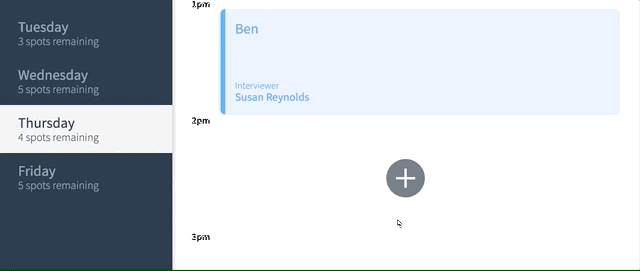 Tuesday
3 spots remaining
Wednesday
5 spots remaining
Thursday
4 spots remaining
Friday
5 spots remaining
1pm
Ben
Interviewer
Susan Reynolds
2pm
3pm